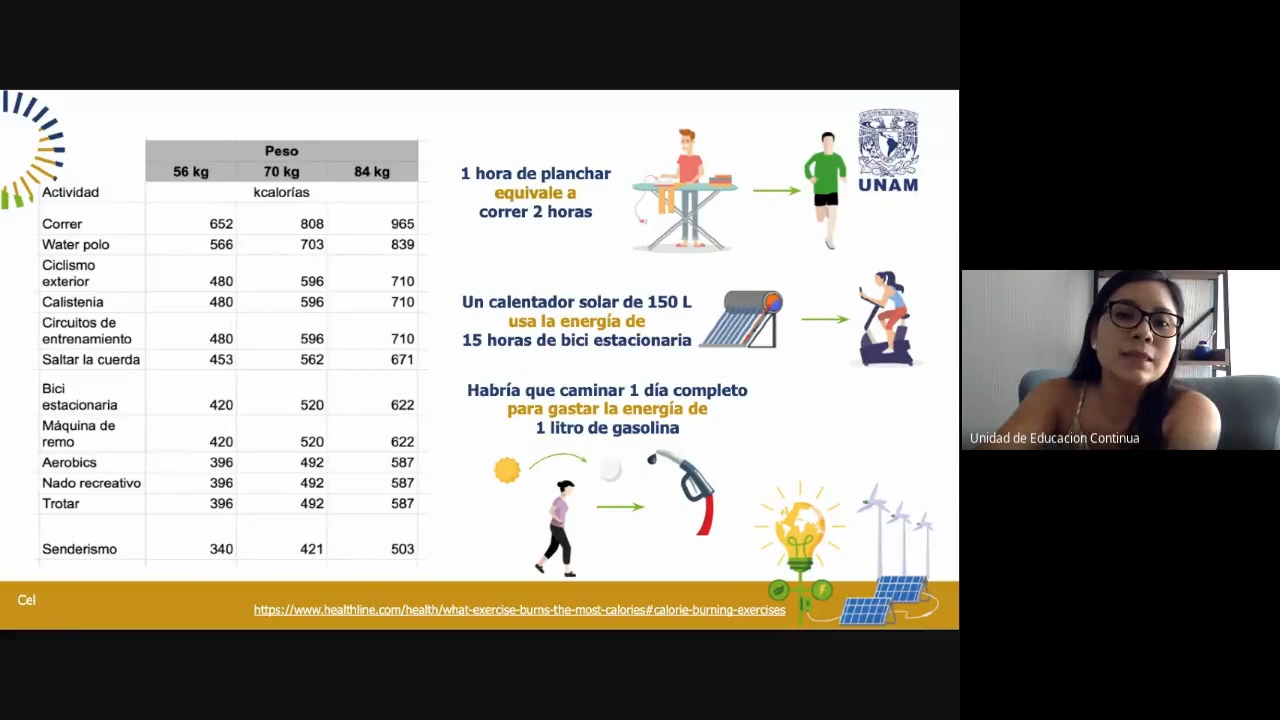 Peso
56 kg 70 kg 84 kg
Actividad kcalorías
Correr 652 808 965
Water polo 566 703 839
Ciclismo
exterior 480 596 710
Calistenia 480 596 710
Circuitos de
entrenamiento 480 596 710
Saltar la cuerda 453 562 671
Bici
estacionaria 420 520 622
Máquina de
remo 420 520 622
Aerobics 396 492 587
Nado recreativo 396 492 587
Trotar 396 492 587
Senderismo 340 421 503
1 hora de planchar
equivale a
correr 2 horas
UNAM
Un calentador solar de 150 L
usa la energía de
15 horas de bici estacionaria
Habría que caminar 1 día completo
para gastar la energía de
1 litro de gasolina
Cel
https://www.healthline.com/health/what-exercise-burns-the-most-calories#calorie-burning-exercises
Unidad de Educacion Continua